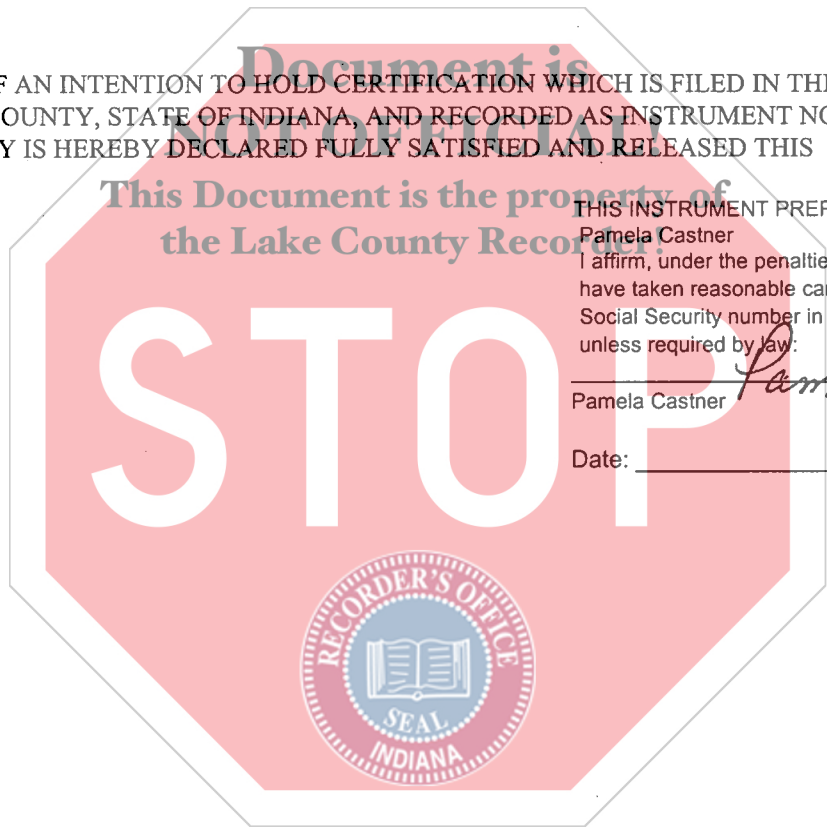 Document is
F AN INTENTION TO HOLD CERTIFICATION WHICH IS FILED IN THE
OUNTY, STATE OF INDIANA, AND RECORDED AS INSTRUMENT NO
NOT OFFICIAL!
Y IS HEREBY DECLARED FULLY SATISFIED AND RELEASED THIS
This Document is the property of
the Lake County Recorder!
THIS INSTRUMENT PREP
Pamela Castner
I affirm, under the penaltie
have taken reasonable car
Social Security number in
unless required by law:
Pam
Pamela Castner
Date:
STOP
RECORDER'S OFFICE
SEAL
INDIANA